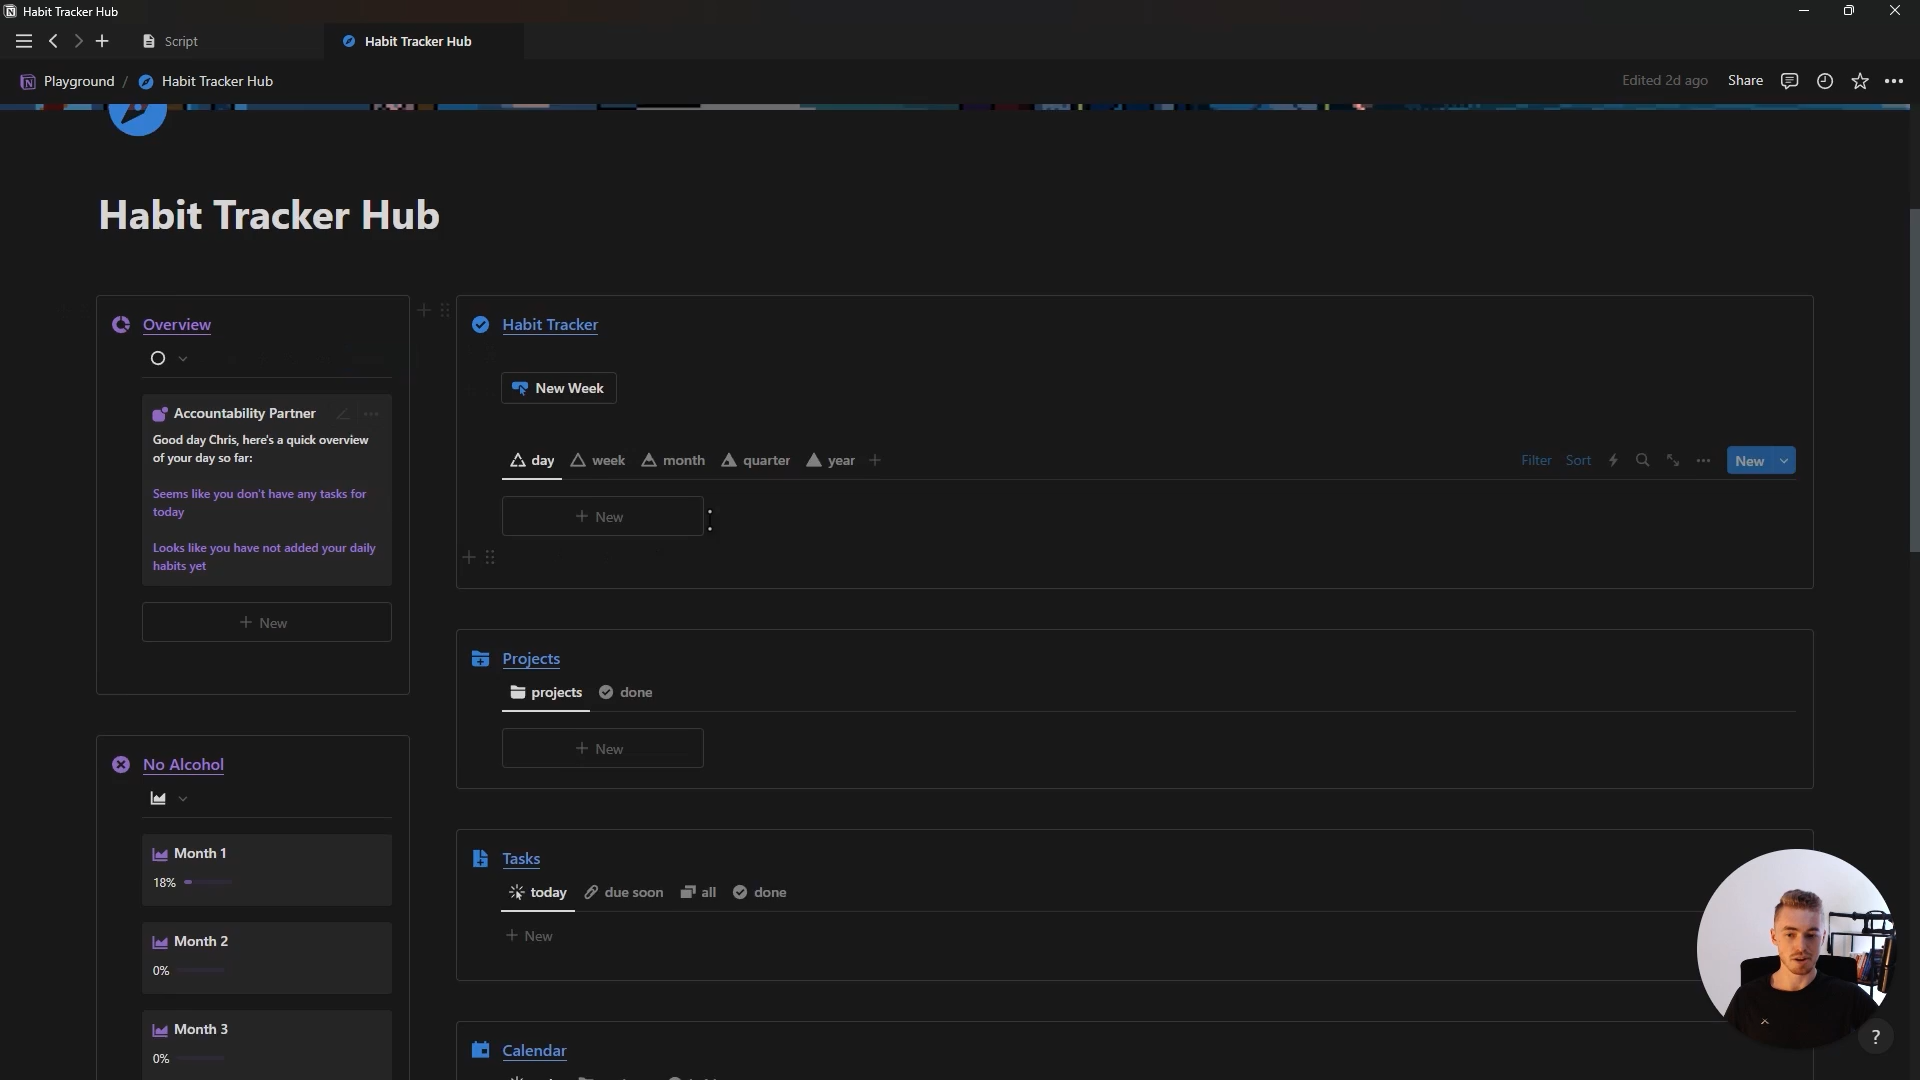 Habit Tracker Hub
Script
Habit Tracker Hub
Playground / Habit Tracker Hub
Edited 2d ago
Share
Habit Tracker Hub
Overview
Accountability Partner
Good day Chris, here's a quick overview
of your day so far:
Seems like you don't have any tasks for
today
Looks like you have not added your daily
habits yet
+ New
No Alcohol
Month 1
18%
Month 2
0%
Month 3
0%
Habit Tracker
New Week
day week month quarter year +
Filter Sort New
+ New
Projects
projects done
+ New
Tasks
today due soon all done
+ New
Calendar
?